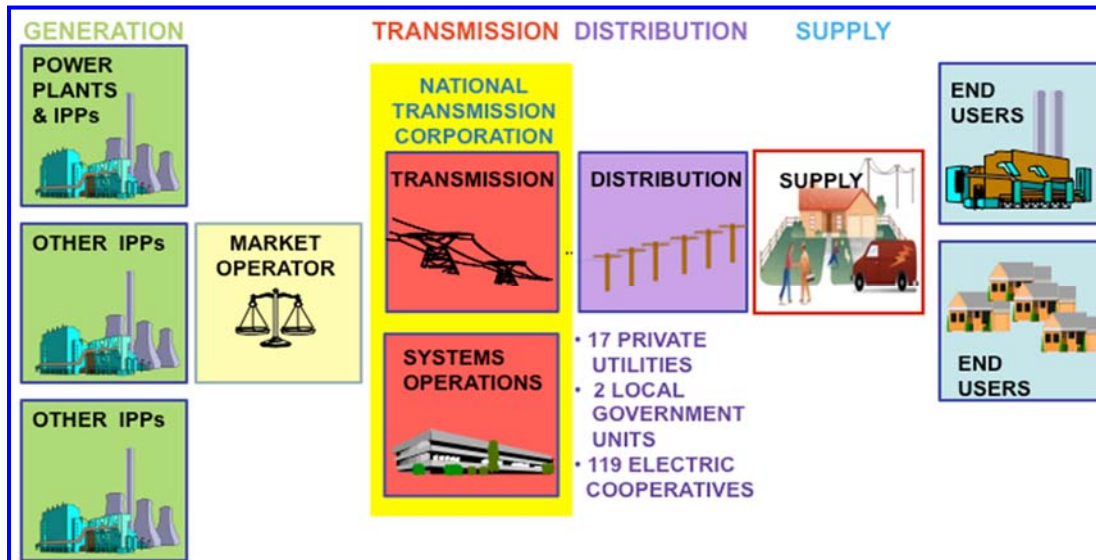 GENERATION
TRANSMISSION
DISTRIBUTION
SUPPLY
POWER
PLANTS
& IPPs
OTHER IPPs
OTHER IPPs
MARKET
OPERATOR
NATIONAL
TRANSMISSION
CORPORATION
TRANSMISSION
SYSTEMS
OPERATIONS
DISTRIBUTION
• 17 PRIVATE
UTILITIES
• 2 LOCAL
GOVERNMENT
UNITS
• 119 ELECTRIC
COOPERATIVES
SUPPLY
END
USERS
END
USERS